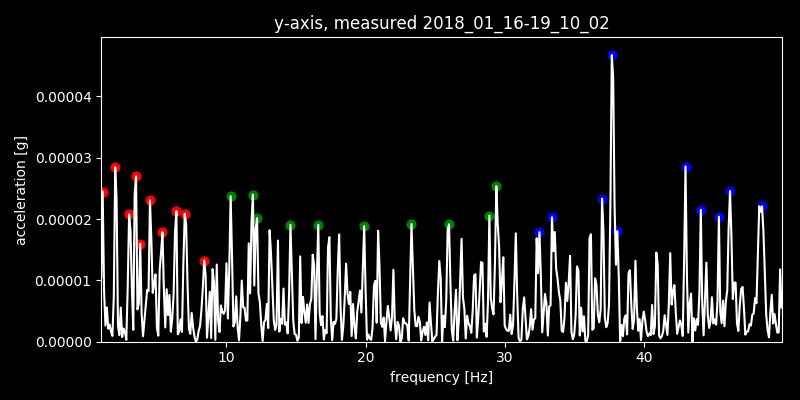 y-axis, measured 2018_01_16-19_10_02
0.00004
0.00003
0.00002
0.00001
0.00000
acceleration [g]
10 20 30 40
frequency [Hz]